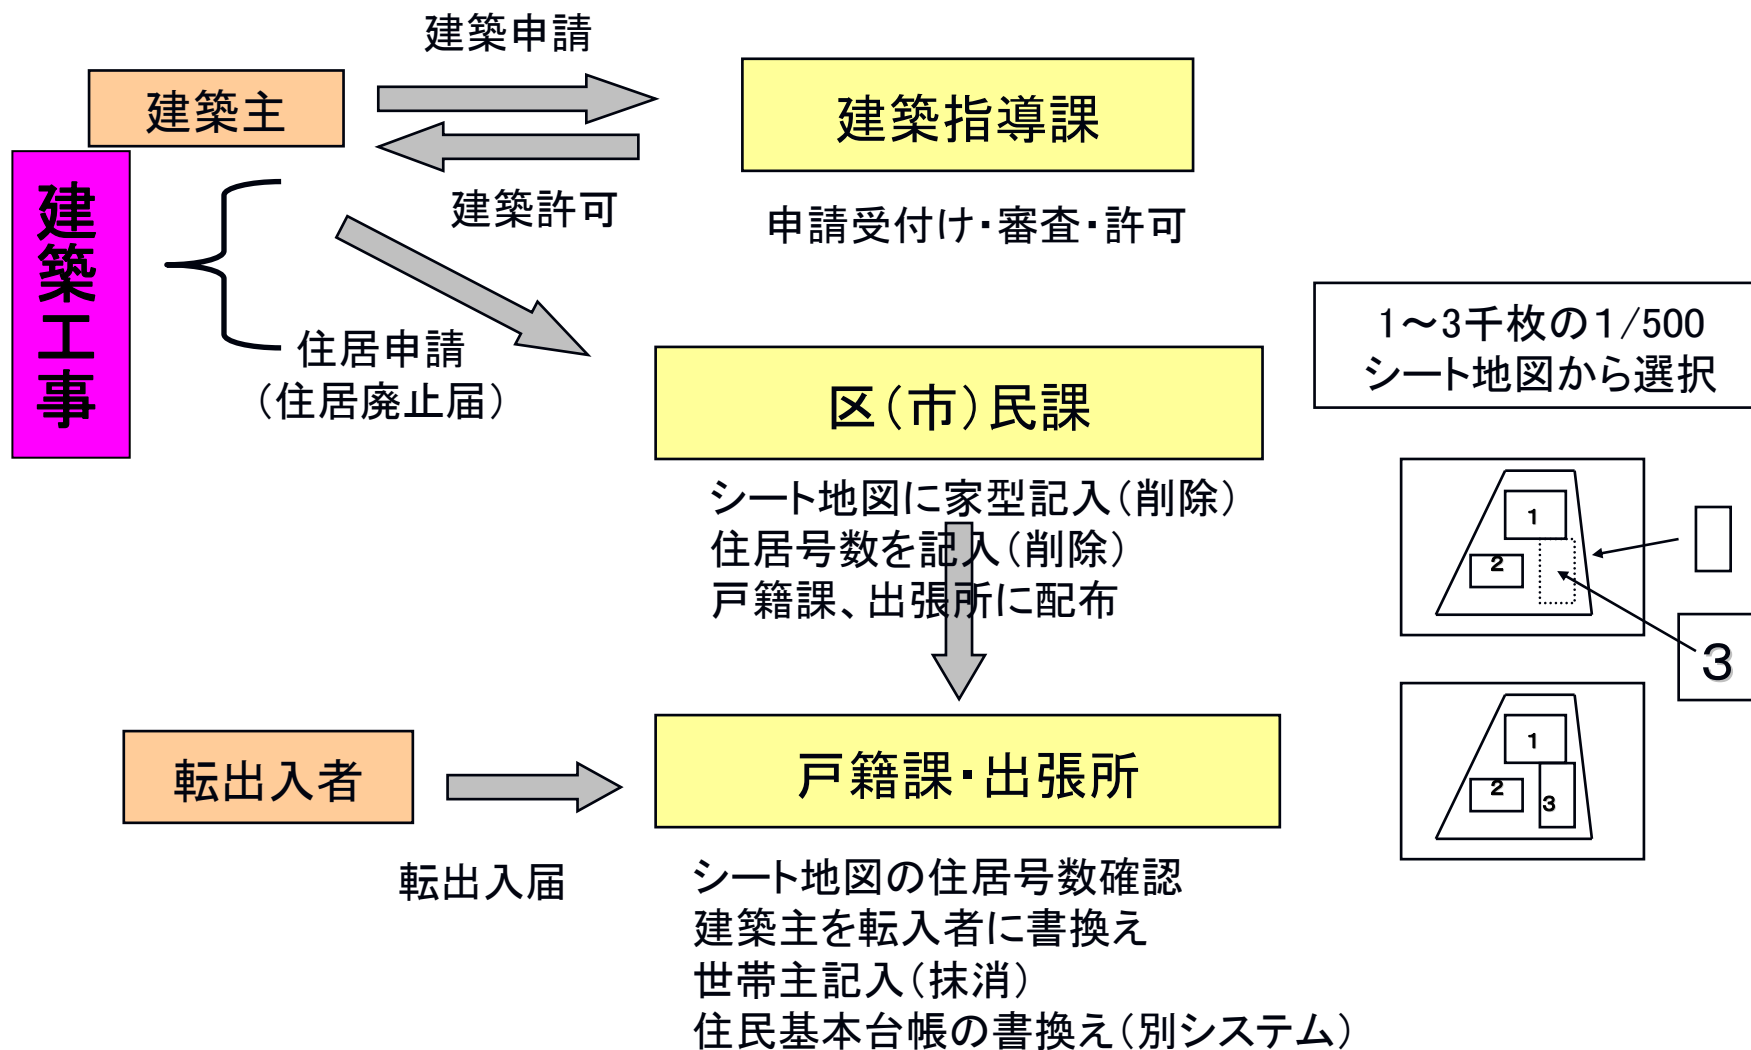 建築申請
建築主
建築指導課
建築許可
申請受付け・審査・許可
建築工事
住居申請
（住居廃止届）
区（市）民課
1～3千枚の１/500
シート地図から選択
シート地図に家型記入（削除）
住居号数を記入（削除）
戸籍課、出張所に配布
1
2
3
転出入者
戸籍課・出張所
1
2
3
転出入届
シート地図の住居号数確認
建築主を転入者に書換え
世帯主記入（抹消）
住民基本台帳の書換え（別システム）